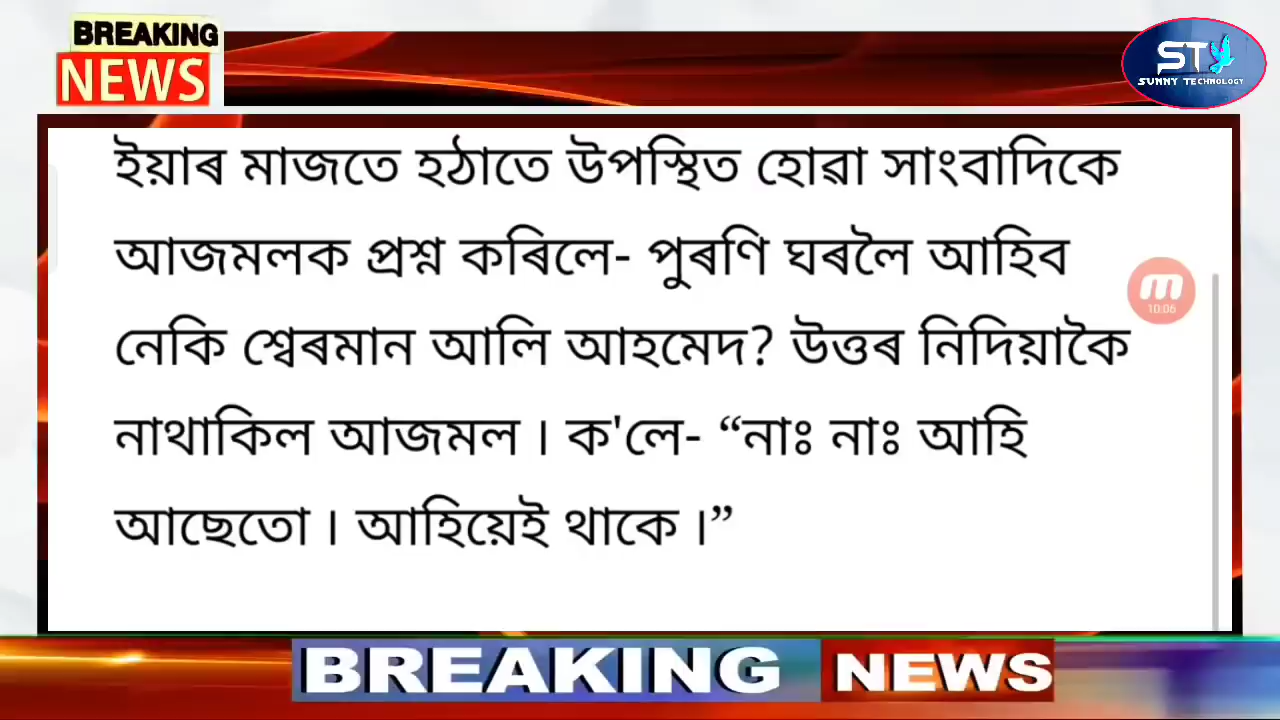 BREAKING
NEWS
ST
SUNNY TECHNOLOGY
ইয়াৰ মাজতে হঠাতে উপস্থিত হোৱা সাংবাদিকে
আজমলক প্ৰশ্ন কৰিলে- পুৰণি ঘৰলৈ আহিব
নেকি শ্বেৰমান আলি আহমেদ? উত্তৰ নিদিয়াকৈ
নাথাকিল আজমল । ক'লে- “নাঃ নাঃ আহি
আছেতো । আহিয়েই থাকে ।”
10:06
BREAKING NEWS